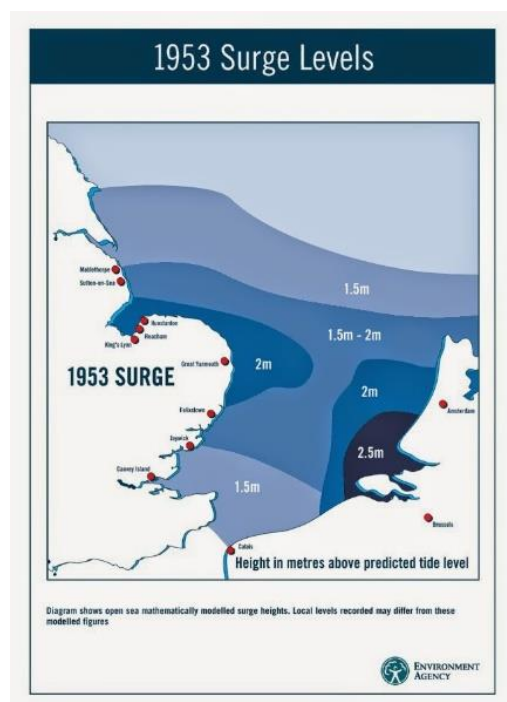 1953 Surge Levels
1.5m
Mablethorpe
Sutton-on-Sea
1.5m - 2m
Hunstanton
Heacham
King's Lynn
Great Yarmouth
2m
1953 SURGE
2m
Amsterdam
Felixstowe
Jaywick
2.5m
Canvey Island
1.5m
Brussels
Calais
Height in metres above predicted tide level
Diagram shows open sea mathematically modelled surge heights. Local levels recorded may differ from these
modelled figures
ENVIRONMENT
AGENCY